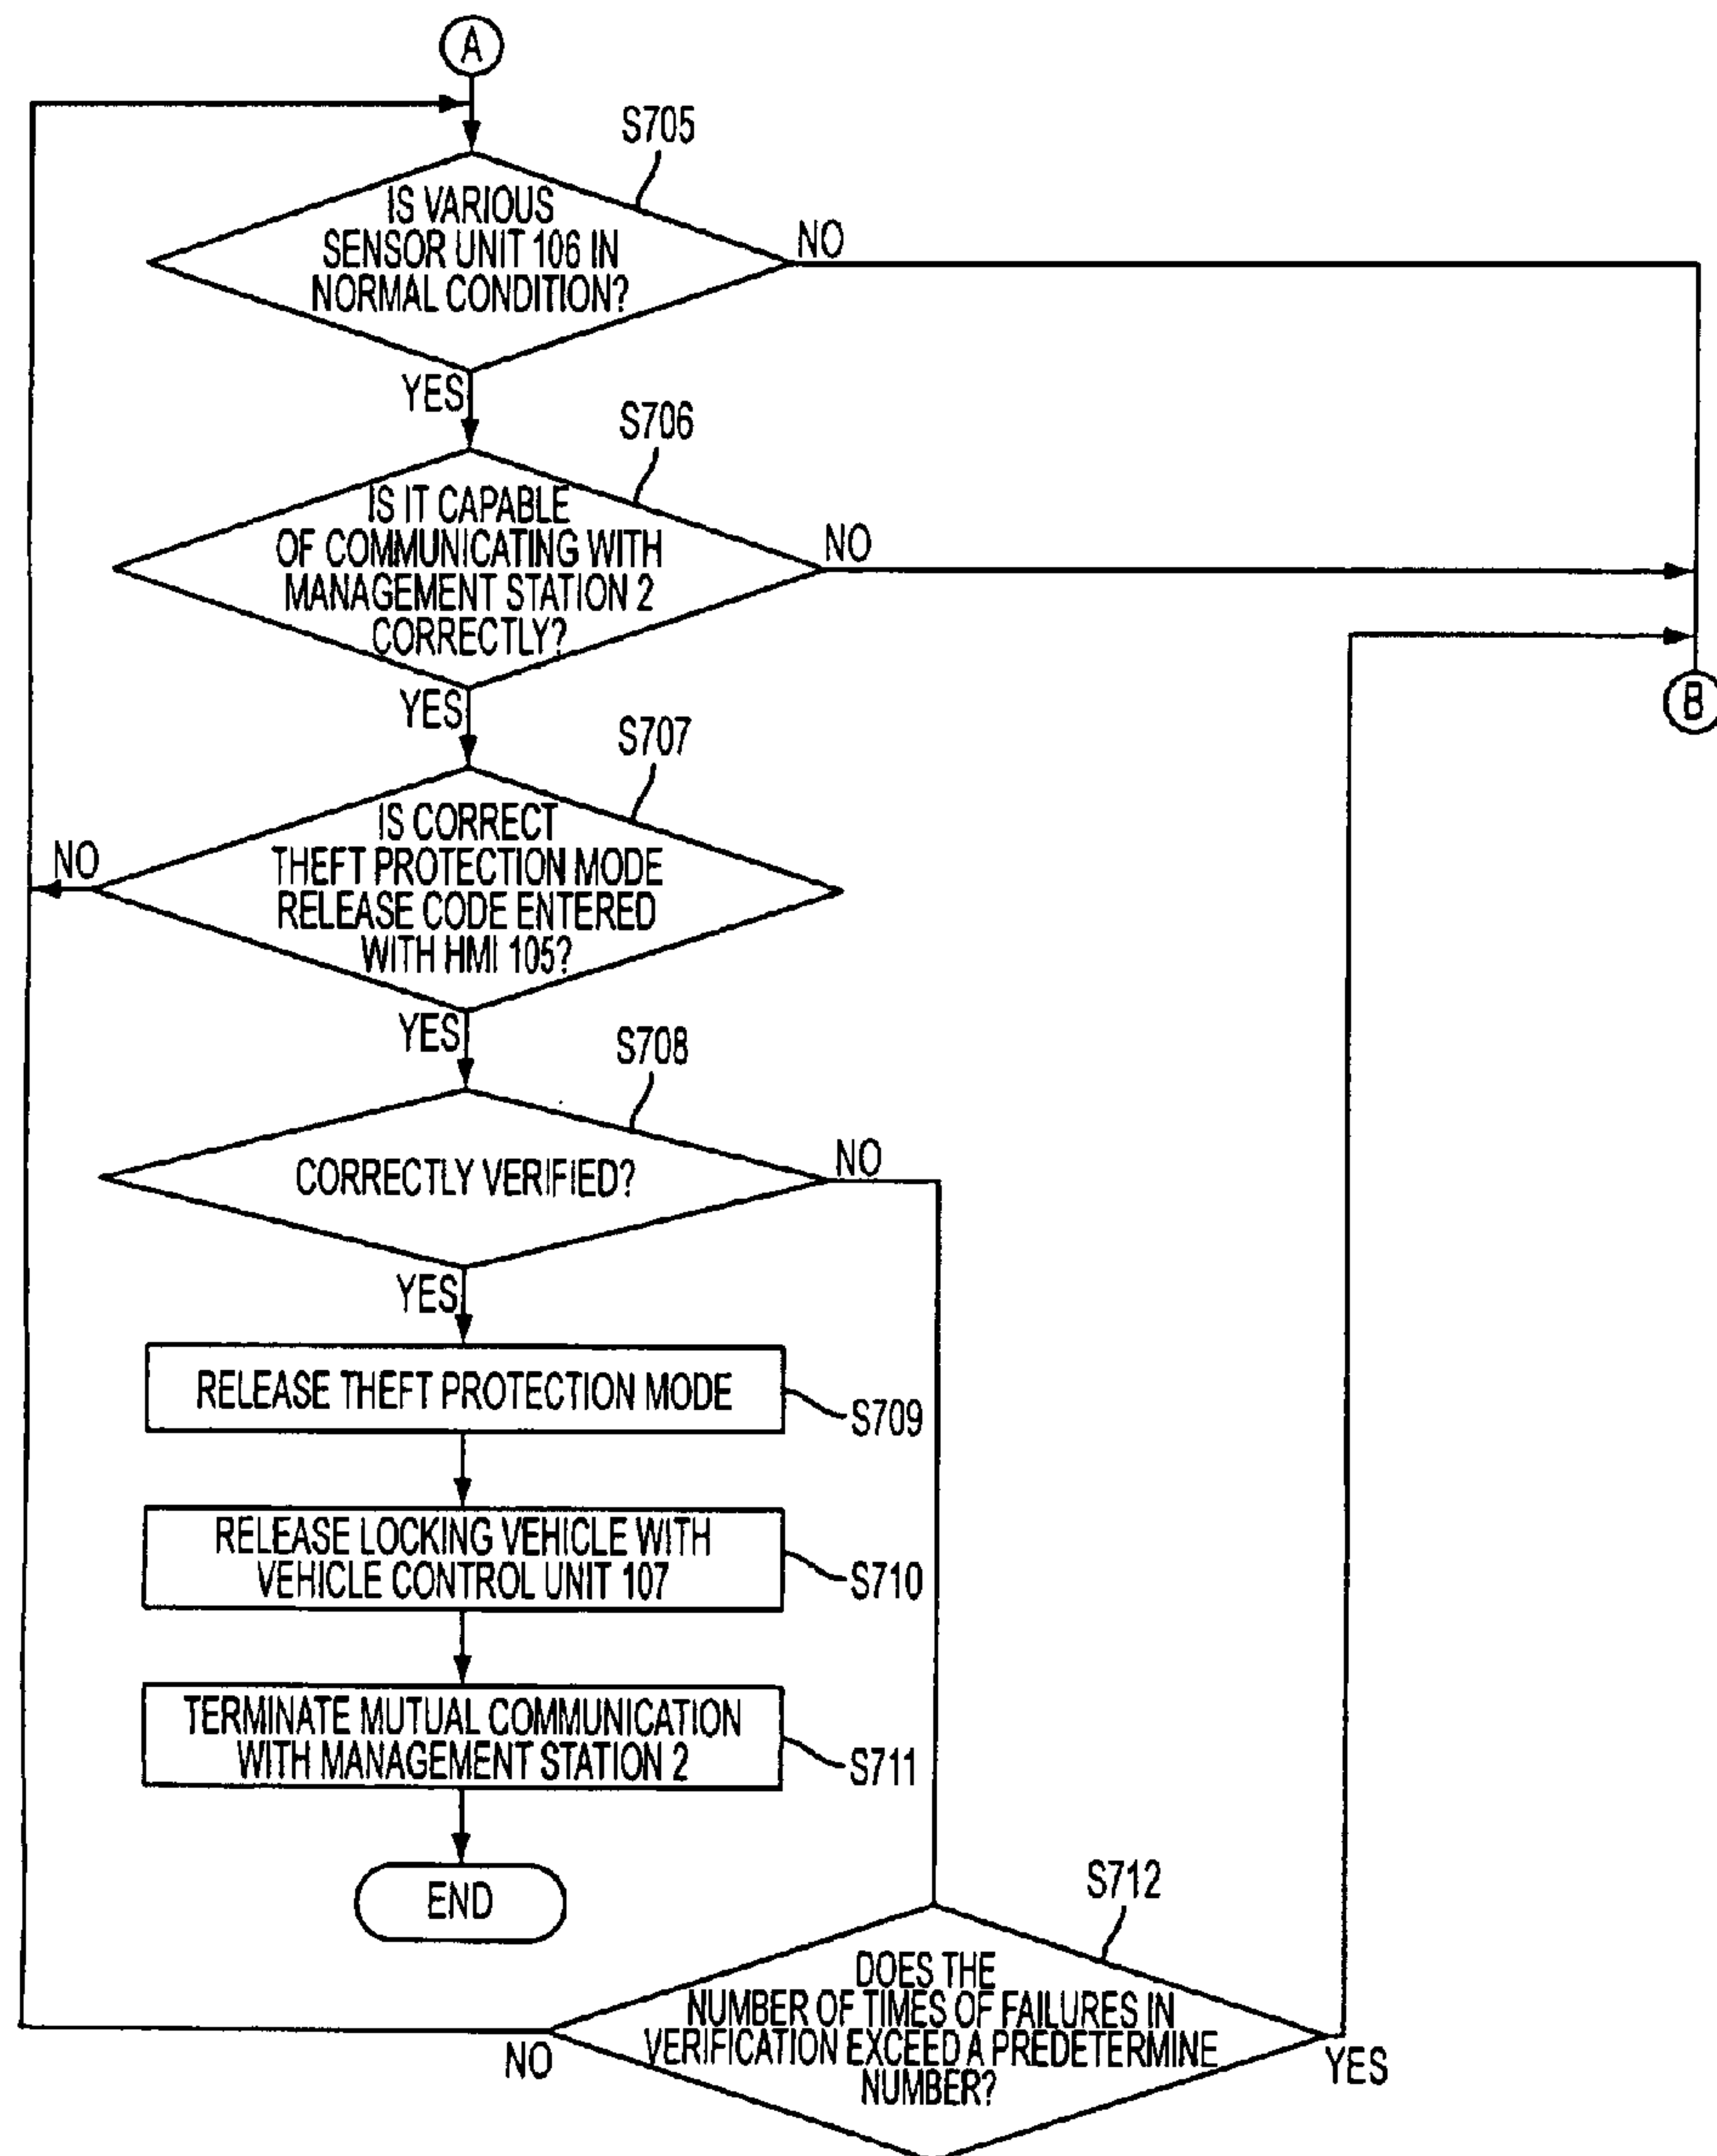 A
S705
IS VARIOUS
SENSOR UNIT 106 IN
NORMAL CONDITION?
NO
YES
S706
IS IT CAPABLE
OF COMMUNICATING WITH
MANAGEMENT STATION 2
CORRECTLY?
NO
YES
B
S707
IS CORRECT
THEFT PROTECTION MODE
RELEASE CODE ENTERED
WITH HMI 105?
NO
YES
S708
CORRECTLY VERIFIED?
NO
YES
RELEASE THEFT PROTECTION MODE
S709
RELEASE LOCKING VEHICLE WITH
VEHICLE CONTROL UNIT 107
S710
TERMINATE MUTUAL COMMUNICATION
WITH MANAGEMENT STATION 2
S711
END
S712
DOES THE
NUMBER OF TIMES OF FAILURES IN
VERIFICATION EXCEED A PREDETERMINE
NUMBER?
NO
YES